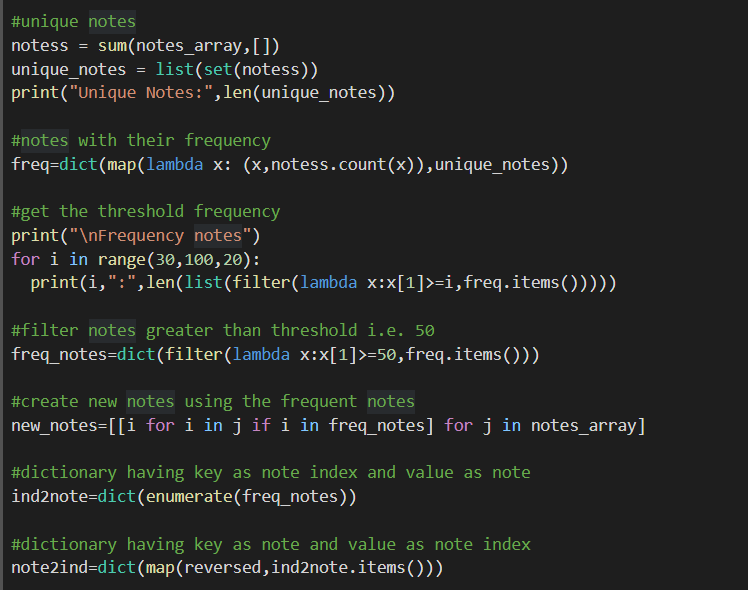 #unique notes
notess = sum(notes_array,[])
unique_notes = list(set(notess))
print("Unique Notes:",len(unique_notes))
#notes with their frequency
freq=dict(map(lambda x: (x,notess.count(x)),unique_notes))
#get the threshold frequency
print("\nFrequency notes")
for i in range(30,100,20):
  print(i,":",len(list(filter(lambda x:x[1]>=i,freq.items()))))
#filter notes greater than threshold i.e. 50
freq_notes=dict(filter(lambda x:x[1]>=50,freq.items()))
#create new notes using the frequent notes
new_notes=[[i for i in j if i in freq_notes] for j in notes_array]
#dictionary having key as note index and value as note
ind2note=dict(enumerate(freq_notes))
#dictionary having key as note and value as note index
note2ind=dict(map(reversed,ind2note.items()))